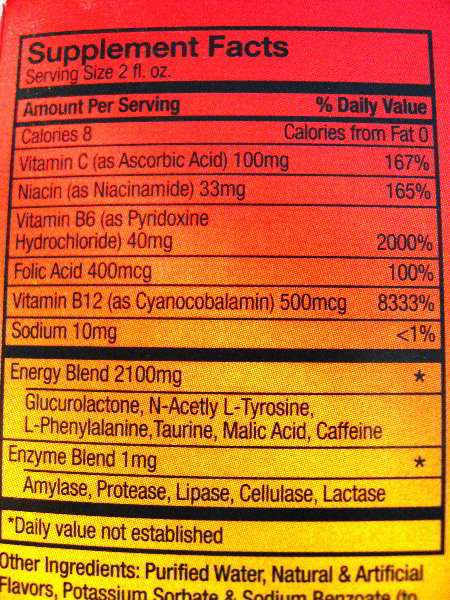 Supplement Facts
Serving Size 2 fl. oz.
Amount Per Serving % Daily Value
Calories 8 Calories from Fat 0
Vitamin C (as Ascorbic Acid) 100mg 167%
Niacin (as Niacinamide) 33mg 165%
Vitamin B6 (as Pyridoxine
Hydrochloride) 40mg 2000%
Folic Acid 400mcg 100%
Vitamin B12 (as Cyanocobalamin) 500mcg 8333%
Sodium 10mg <1%
Energy Blend 2100mg *
Glucurolactone, N-Acetly L-Tyrosine,
L-Phenylalanine, Taurine, Malic Acid, Caffeine
Enzyme Blend 1mg *
Amylase, Protease, Lipase, Cellulase, Lactase
*Daily value not established
Other Ingredients: Purified Water, Natural & Artificial
Flavors, Potassium Sorbate & Sodium Benzoate (to